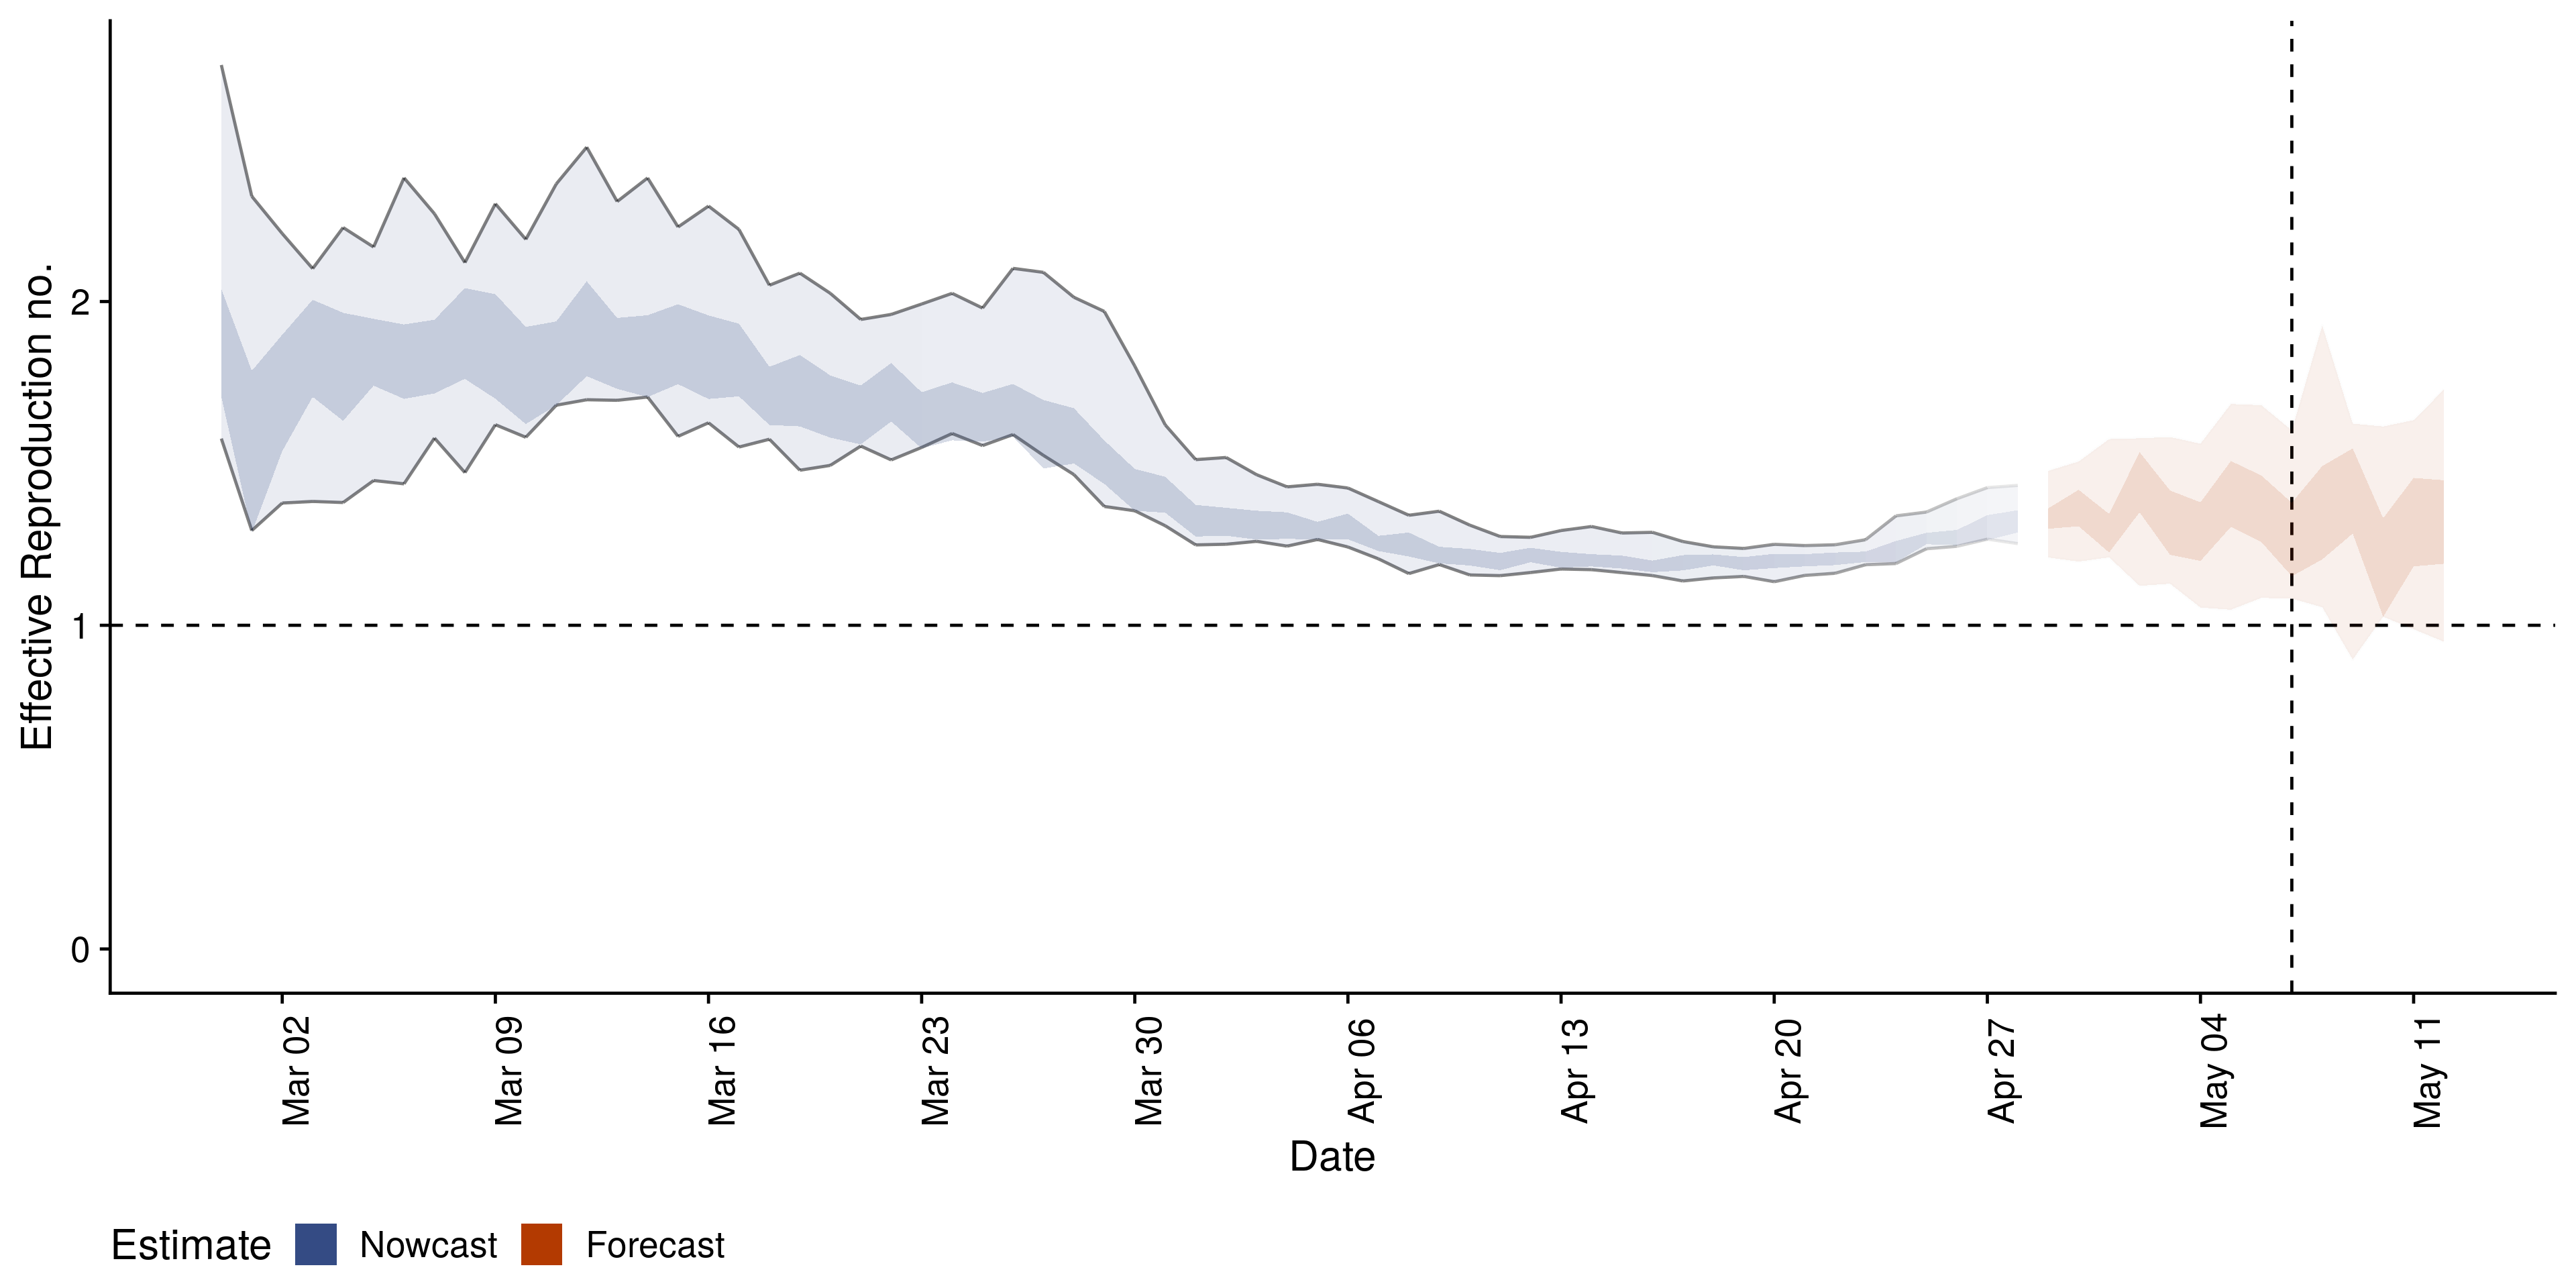 Effective Reproduction no.
2
1
0
Mar 02
Mar 09
Mar 16
Mar 23
Mar 30
Apr 06
Apr 13
Apr 20
Apr 27
May 04
May 11
Date
Estimate Nowcast Forecast